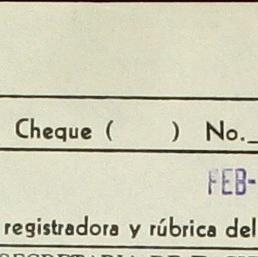 Cheque (      ) No._
FEB-
registradora y rúbrica del